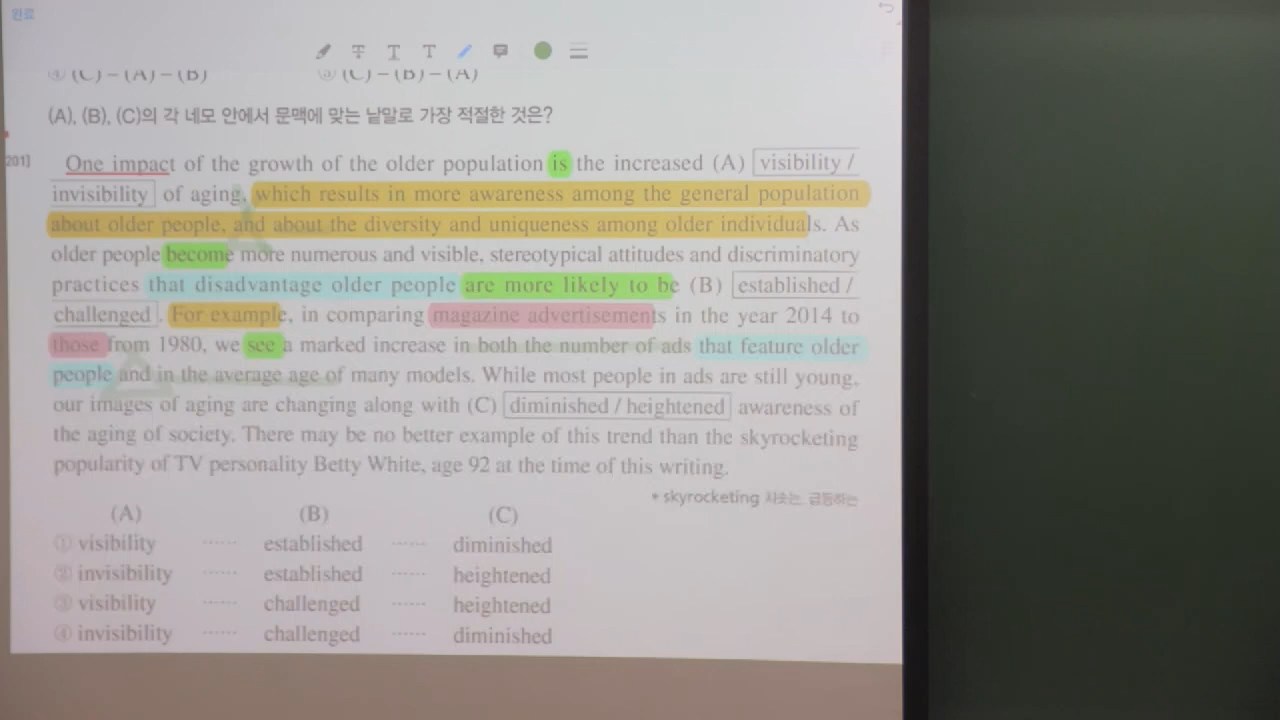 완료
④ (C)－(A)－(B) ⑤ (C)－(B)－(A)
(A), (B), (C)의 각 네모 안에서 문맥에 맞는 낱말로 가장 적절한 것은?
201] One impact of the growth of the older population is the increased (A) visibility /
invisibility of aging, which results in more awareness among the general population
about older people, and about the diversity and uniqueness among older individuals. As
older people become more numerous and visible, stereotypical attitudes and discriminatory
practices that disadvantage older people are more likely to be (B) established /
challenged . For example, in comparing magazine advertisements in the year 2014 to
those from 1980, we see a marked increase in both the number of ads that feature older
people and in the average age of many models. While most people in ads are still young,
our images of aging are changing along with (C) diminished / heightened awareness of
the aging of society. There may be no better example of this trend than the skyrocketing
popularity of TV personality Betty White, age 92 at the time of this writing.
* skyrocketing 치솟는, 급등하는
(A) (B) (C)
① visibility ······ established ······ diminished
② invisibility ······ established ······ heightened
③ visibility ······ challenged ······ heightened
④ invisibility ······ challenged ······ diminished